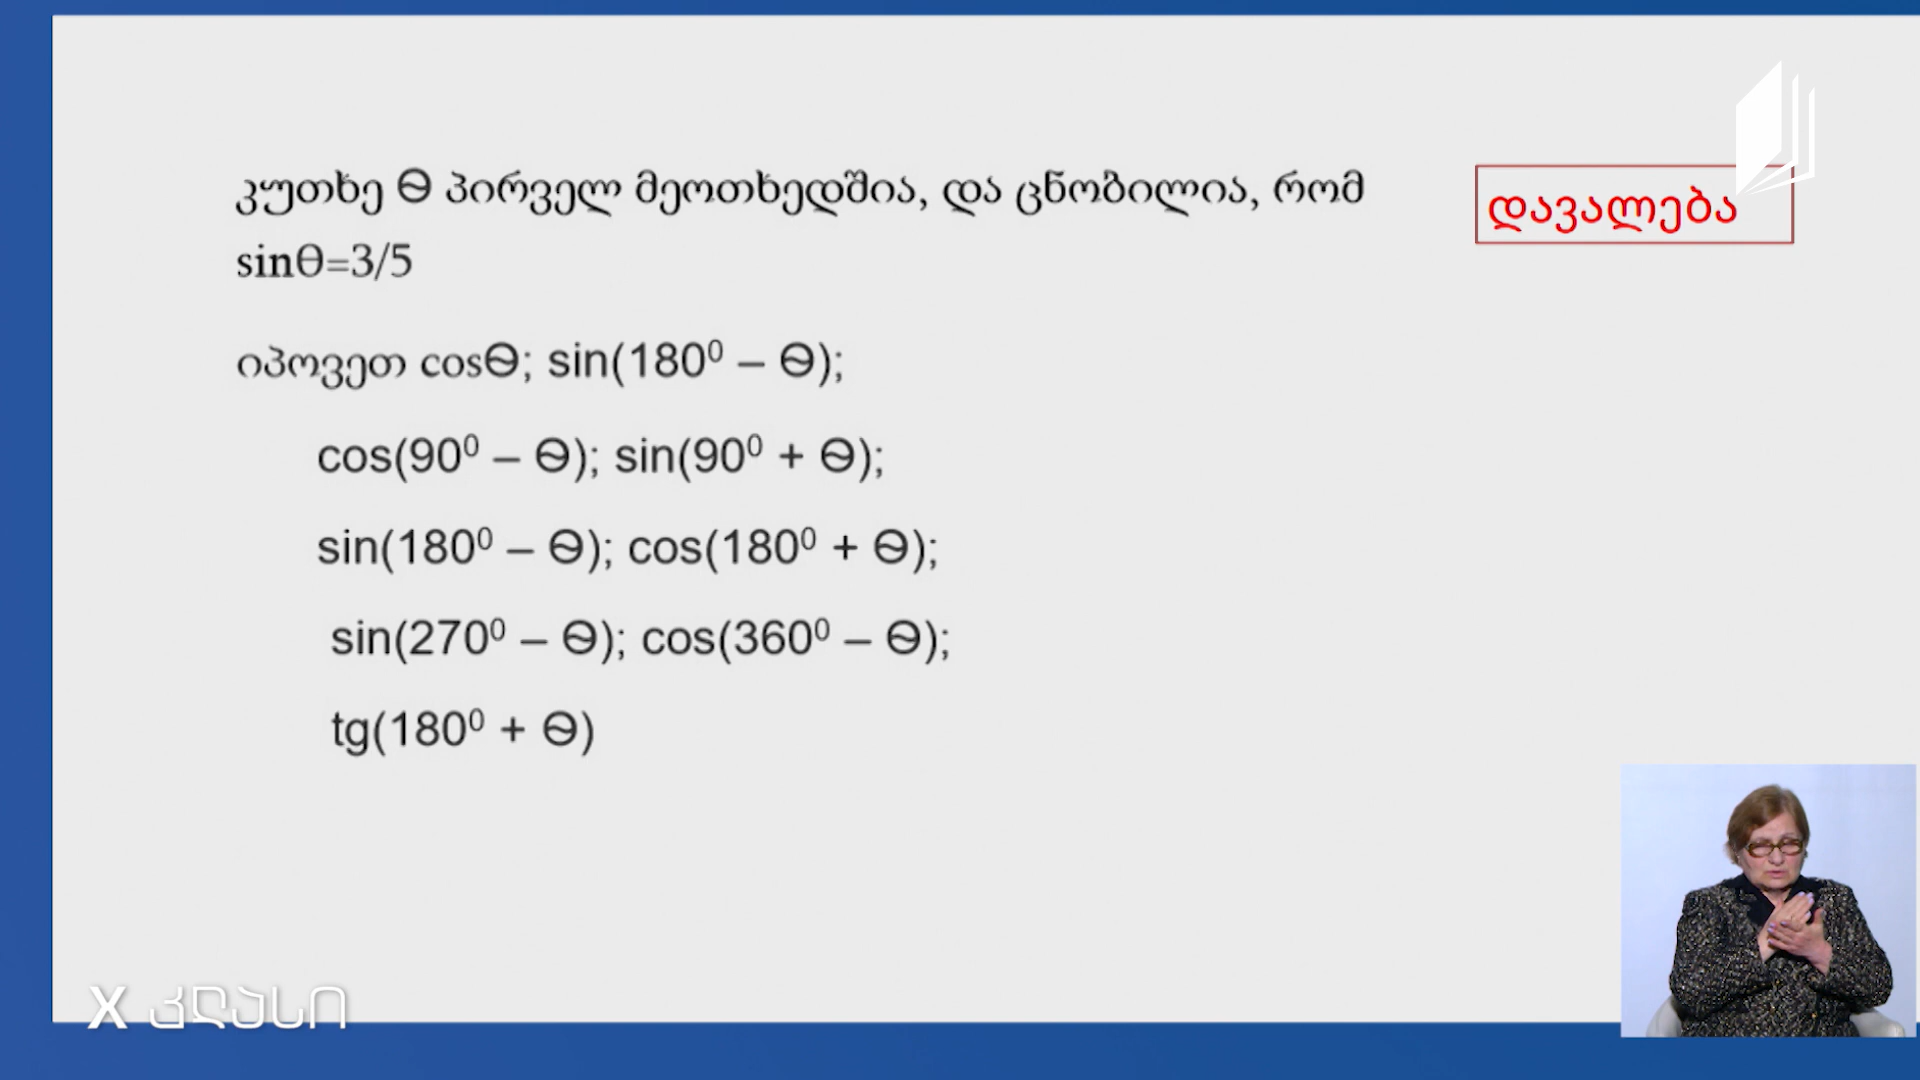 კუთხე Θ პირველ მეოთხედშია, და ცნობილია, რომ
sinΘ=3/5
დავალება
იპოვეთ cosΘ; sin(180⁰ – Θ);
cos(90⁰ – Θ); sin(90⁰ + Θ);
sin(180⁰ – Θ); cos(180⁰ + Θ);
sin(270⁰ – Θ); cos(360⁰ – Θ);
tg(180⁰ + Θ)
X კლასი